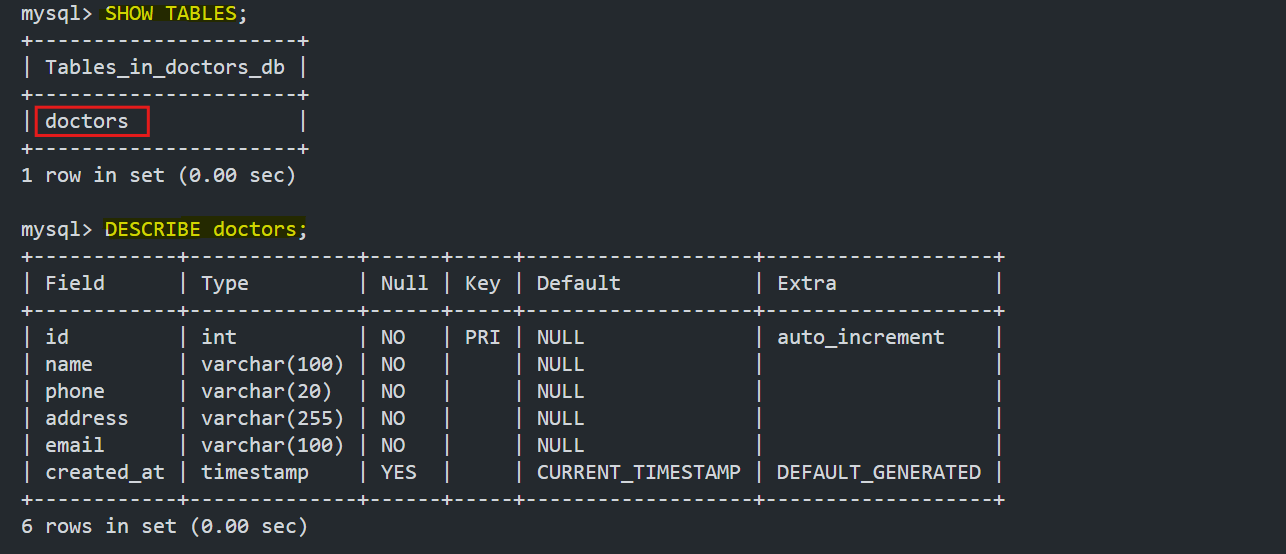 mysql> SHOW TABLES;
+----------------------+
| Tables_in_doctors_db |
+----------------------+
| doctors              |
+----------------------+
1 row in set (0.00 sec)

mysql> DESCRIBE doctors;
+------------+--------------+------+-----+-------------------+-------------------+
| Field      | Type         | Null | Key | Default           | Extra             |
+------------+--------------+------+-----+-------------------+-------------------+
| id         | int          | NO   | PRI | NULL              | auto_increment    |
| name       | varchar(100) | NO   |     | NULL              |                   |
| phone      | varchar(20)  | NO   |     | NULL              |                   |
| address    | varchar(255) | NO   |     | NULL              |                   |
| email      | varchar(100) | NO   |     | NULL              |                   |
| created_at | timestamp    | YES  |     | CURRENT_TIMESTAMP | DEFAULT_GENERATED |
+------------+--------------+------+-----+-------------------+-------------------+
6 rows in set (0.00 sec)